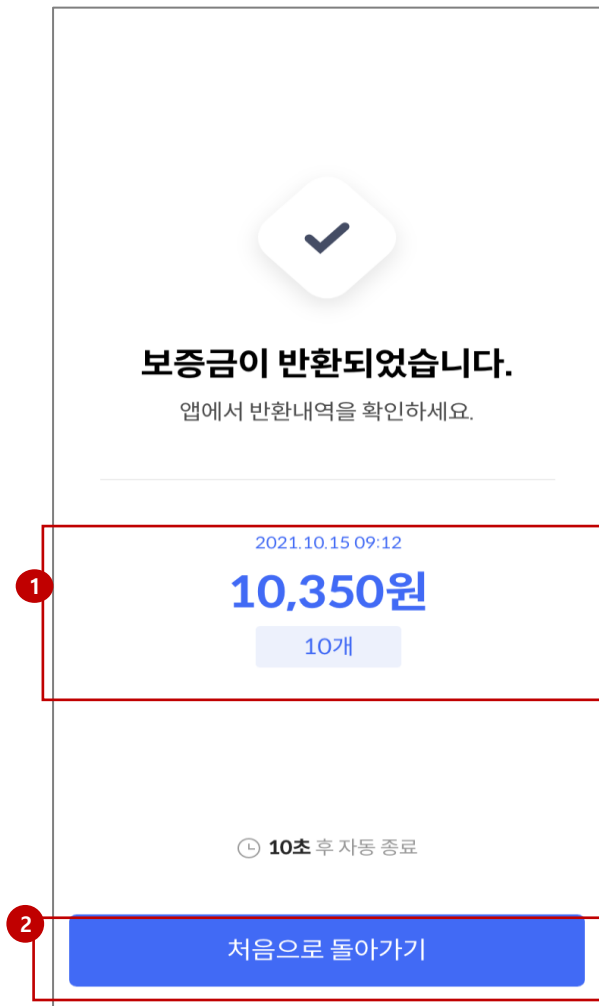 보증금이 반환되었습니다.
앱에서 반환내역을 확인하세요.
1
2021.10.15 09:12
10,350원
10개
10초 후 자동 종료
2
처음으로 돌아가기